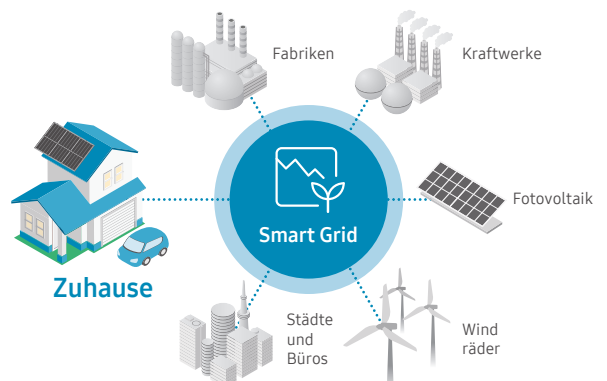 Fabriken
Kraftwerke
Fotovoltaik
Smart Grid
Zuhause
Städte
und
Büros
Wind
räder